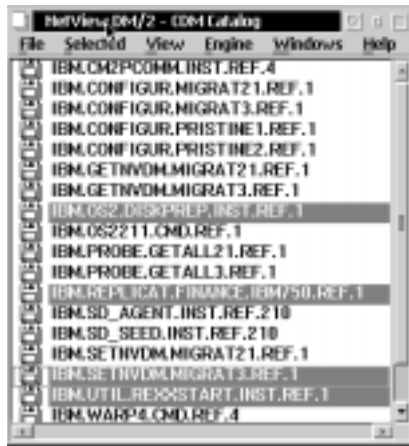 NetView DM/2 - CDM Catalog
File Selected View Engine Windows Help
IBM.CM2PCOMM.INST.REF.4
IBM.CONFIGUR.MIGRAT21.REF.1
IBM.CONFIGUR.MIGRAT3.REF.1
IBM.CONFIGUR.PRISTINE1.REF.1
IBM.CONFIGUR.PRISTINE2.REF.1
IBM.GETNVDM.MIGRAT21.REF.1
IBM.GETNVDM.MIGRAT3.REF.1
IBM.OS2.DISKPREP.INST.REF.1
IBM.OS2211.CMD.REF.1
IBM.PROBE.GETALL21.REF.1
IBM.PROBE.GETALL3.REF.1
IBM.REPLICAT.FINANCE.IBM750.REF.1
IBM.SD_AGENT.INST.REF.210
IBM.SD_SEED.INST.REF.210
IBM.SETNVDM.MIGRAT21.REF.1
IBM.SETNVDM.MIGRAT3.REF.1
IBM.UTIL.REXXSTART.INST.REF.1
IBM.WARP4.CMD.REF.4